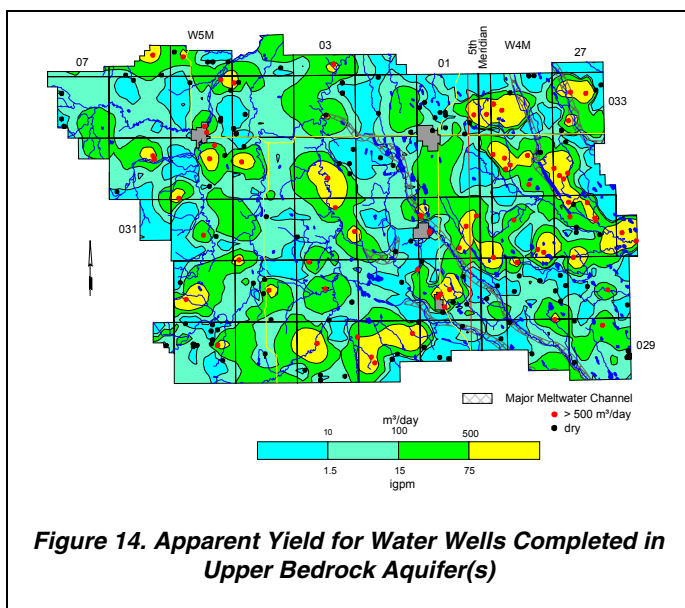 07
W5M
03
01
5th
Meridian
W4M
27
033
031
029
Major Meltwater Channel
> 500 m³/day
dry
m³/day
10
100
500
1.5
15
75
igpm
Figure 14. Apparent Yield for Water Wells Completed in
Upper Bedrock Aquifer(s)